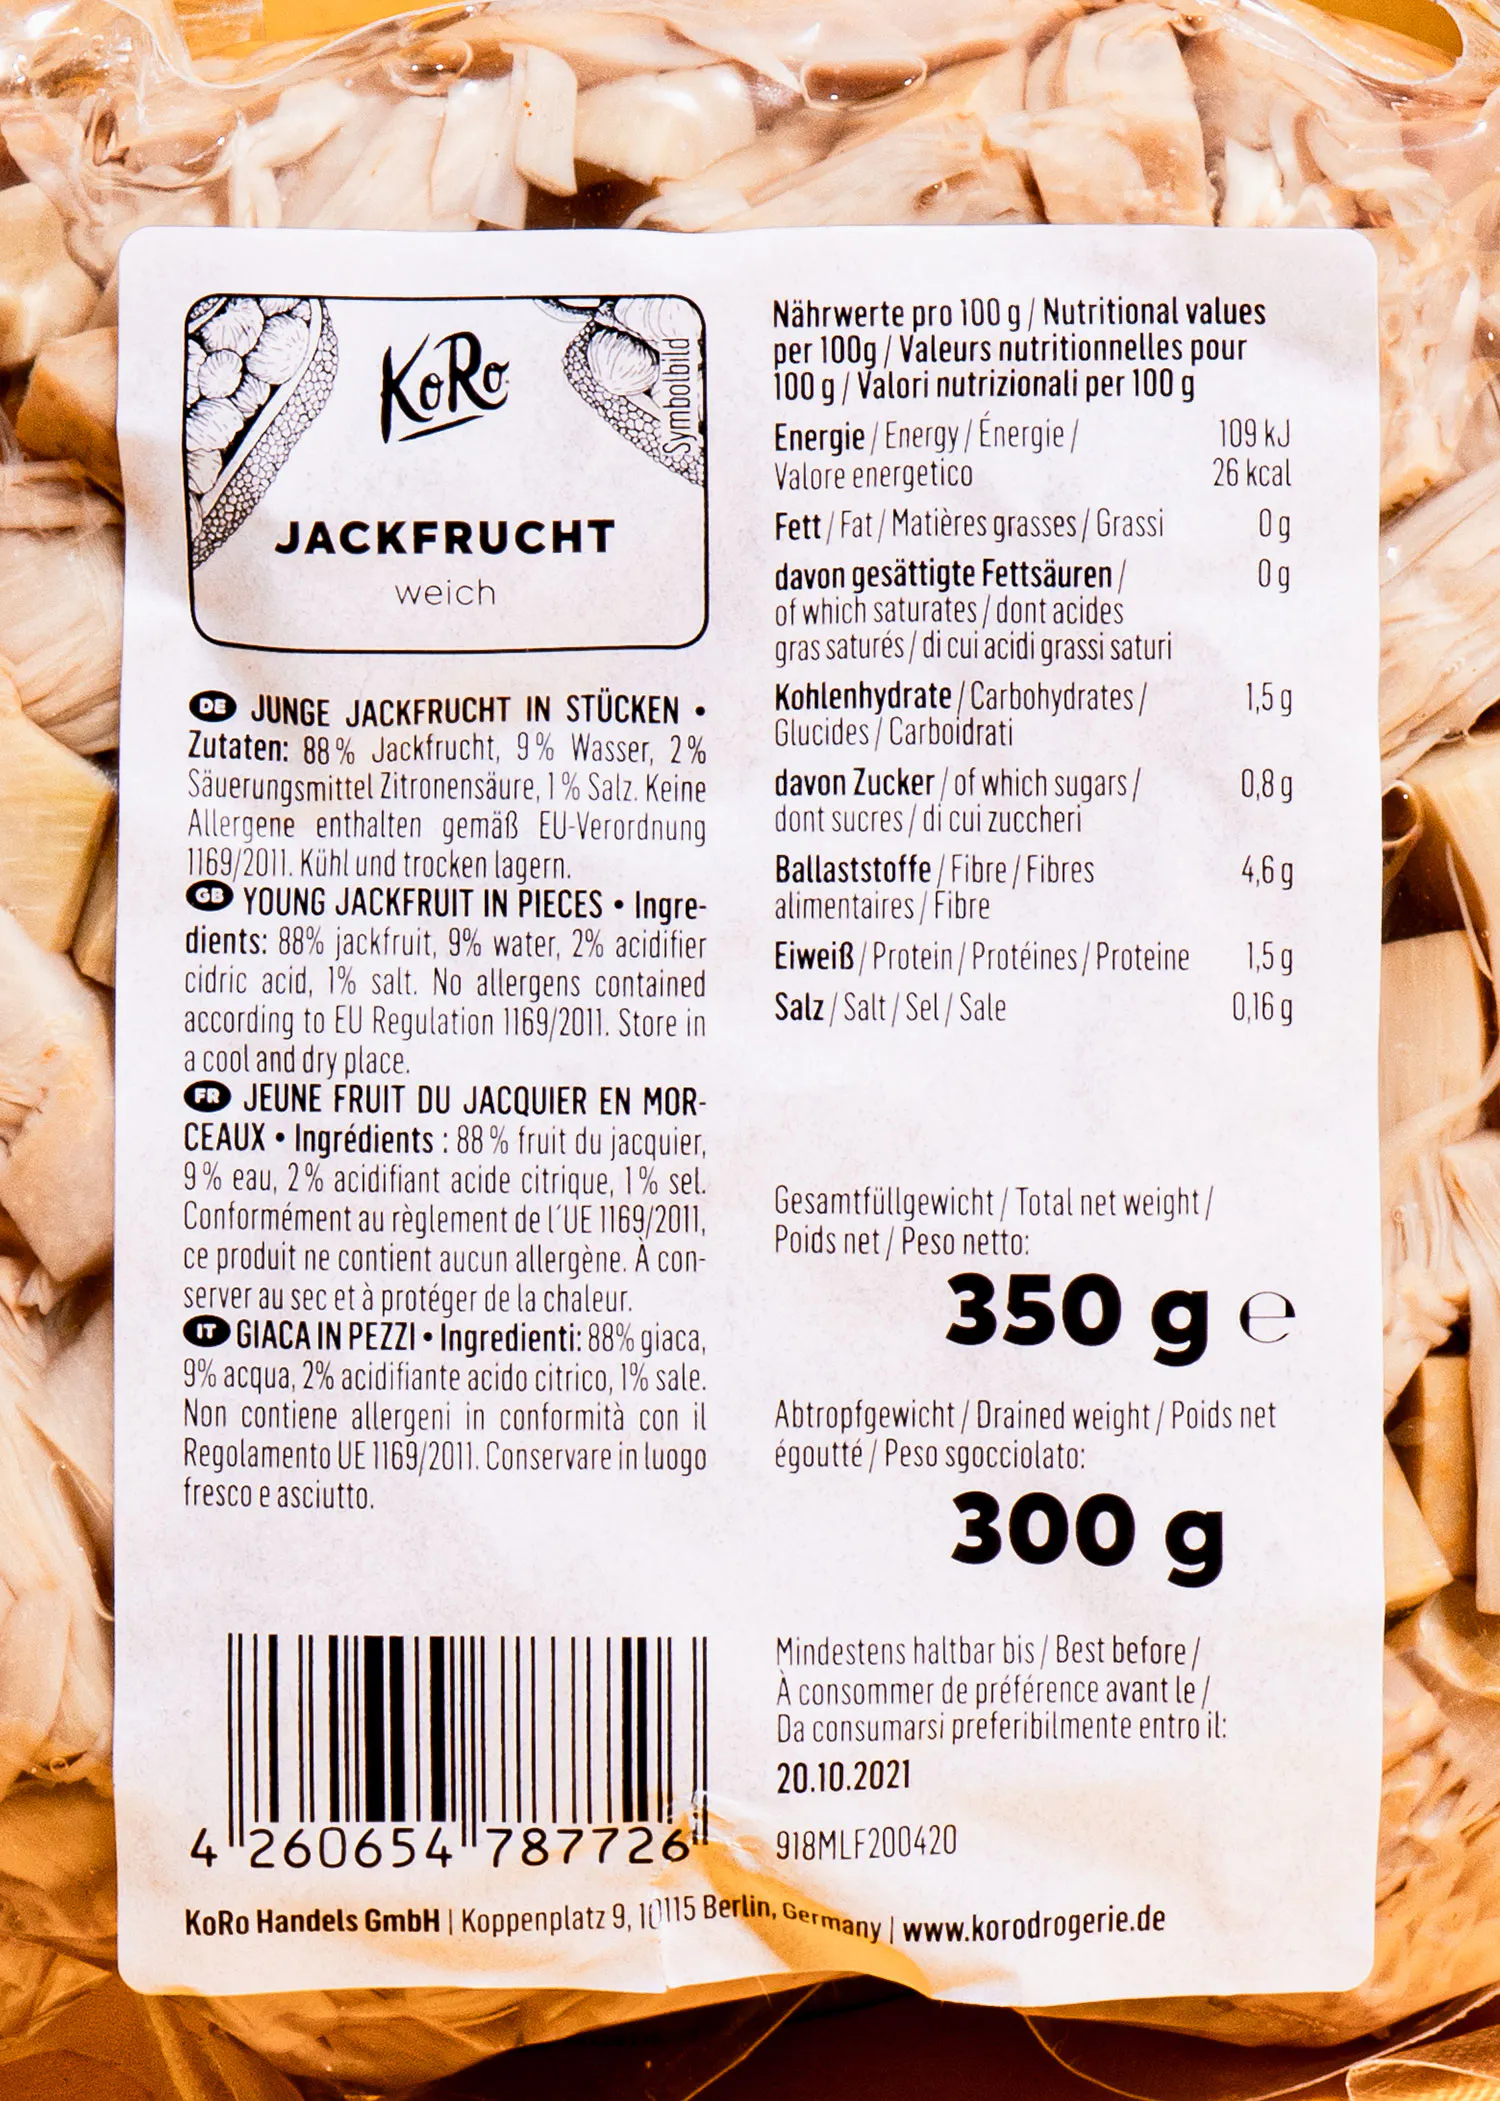 KoRo
Symbolbild
JACKFRUCHT
weich
DE JUNGE JACKFRUCHT IN STÜCKEN •
Zutaten: 88% Jackfrucht, 9% Wasser, 2%
Säuerungsmittel Zitronensäure, 1% Salz. Keine
Allergene enthalten gemäß EU-Verordnung
1169/2011. Kühl und trocken lagern.
GB YOUNG JACKFRUIT IN PIECES • Ingre-
dients: 88% jackfruit, 9% water, 2% acidifier
cidric acid, 1% salt. No allergens contained
according to EU Regulation 1169/2011. Store in
a cool and dry place.
FR JEUNE FRUIT DU JACQUIER EN MOR-
CEAUX • Ingrédients : 88% fruit du jacquier,
9% eau, 2% acidifiant acide citrique, 1% sel.
Conformément au règlement de l´UE 1169/2011,
ce produit ne contient aucun allergène. À con-
server au sec et à protéger de la chaleur.
IT GIACA IN PEZZI • Ingredienti: 88% giaca,
9% acqua, 2% acidifiante acido citrico, 1% sale.
Non contiene allergeni in conformità con il
Regolamento UE 1169/2011. Conservare in luogo
fresco e asciutto.
4 260654 787726
Nährwerte pro 100 g / Nutritional values
per 100g / Valeurs nutritionnelles pour
100 g / Valori nutrizionali per 100 g
Energie / Energy / Énergie / 109 kJ
Valore energetico 26 kcal
Fett / Fat / Matières grasses / Grassi 0 g
davon gesättigte Fettsäuren / 0 g
of which saturates / dont acides
gras saturés / di cui acidi grassi saturi
Kohlenhydrate / Carbohydrates / 1,5 g
Glucides / Carboidrati
davon Zucker / of which sugars / 0,8 g
dont sucres / di cui zuccheri
Ballaststoffe / Fibre / Fibres 4,6 g
alimentaires / Fibre
Eiweiß / Protein / Protéines / Proteine 1,5 g
Salz / Salt / Sel / Sale 0,16 g
Gesamtfüllgewicht / Total net weight /
Poids net / Peso netto:
350 g e
Abtropfgewicht / Drained weight / Poids net
égoutté / Peso sgocciolato:
300 g
Mindestens haltbar bis / Best before /
À consommer de préférence avant le /
Da consumarsi preferibilmente entro il:
20.10.2021
918MLF200420
KoRo Handels GmbH | Koppenplatz 9, 10115 Berlin, Germany | www.korodrogerie.de